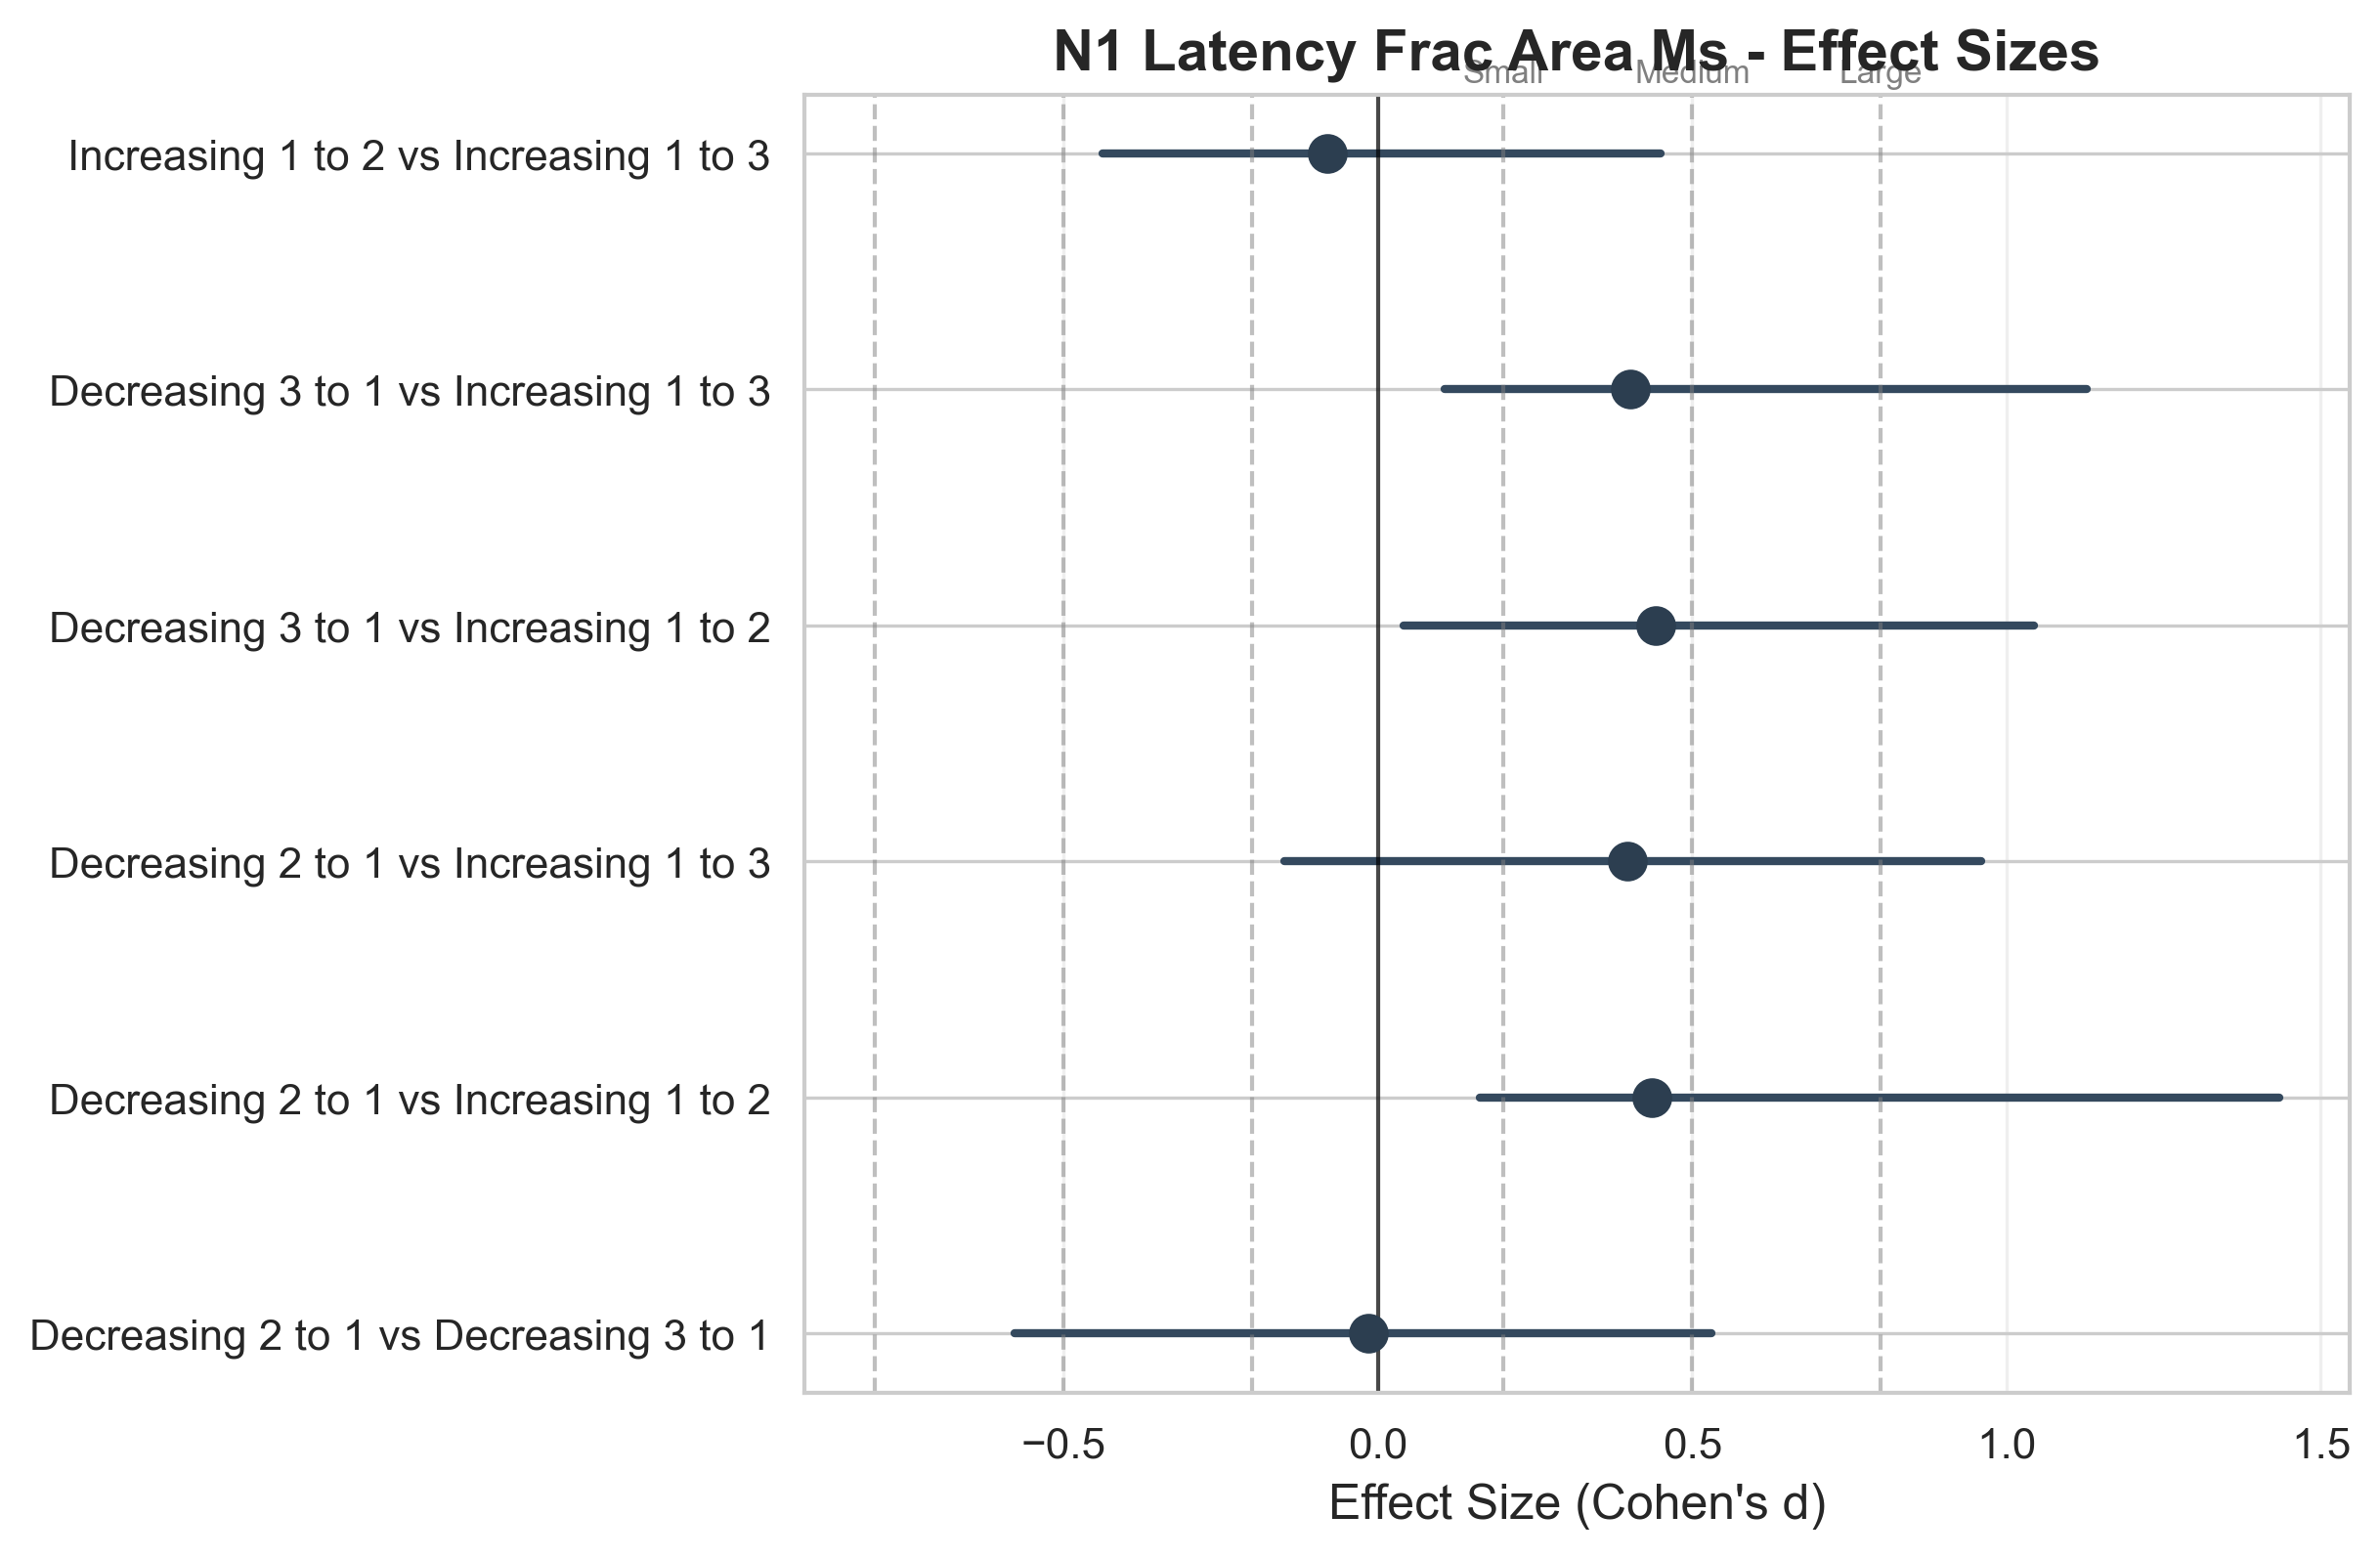 N1 Latency Frac Area Ms - Effect Sizes
Small Medium Large
Increasing 1 to 2 vs Increasing 1 to 3
Decreasing 3 to 1 vs Increasing 1 to 3
Decreasing 3 to 1 vs Increasing 1 to 2
Decreasing 2 to 1 vs Increasing 1 to 3
Decreasing 2 to 1 vs Increasing 1 to 2
Decreasing 2 to 1 vs Decreasing 3 to 1
−0.5 0.0 0.5 1.0 1.5
Effect Size (Cohen's d)